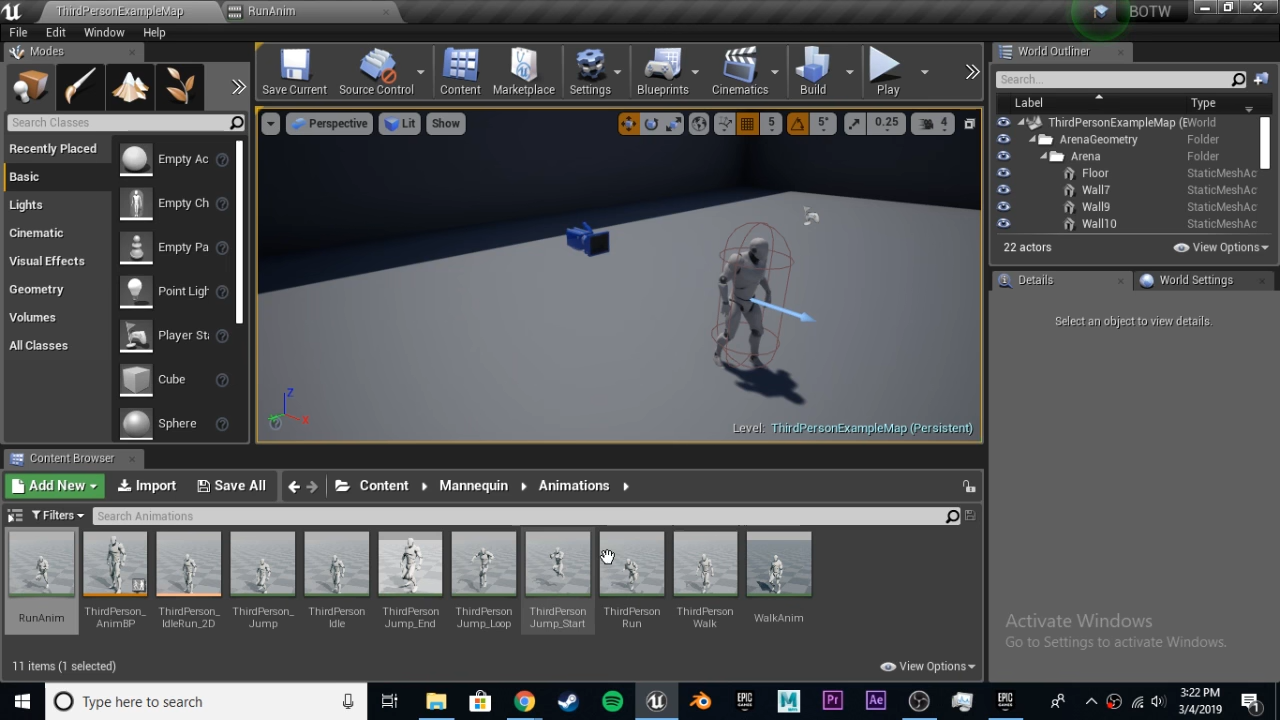 ThirdPersonExampleMap
RunAnim
BOTW
File Edit Window Help
Modes
Search Classes
Recently Placed
Basic
Lights
Cinematic
Visual Effects
Geometry
Volumes
All Classes
Empty Ac
Empty Ch
Empty Pa
Point Ligh
Player Sta
Cube
Sphere
Save Current
Source Control
Content
Marketplace
Settings
Blueprints
Cinematics
Build
Play
Perspective
Lit
Show
5
5°
0.25
4
Z
X
Level: ThirdPersonExampleMap (Persistent)
World Outliner
Search...
Label Type
ThirdPersonExampleMap (E World
ArenaGeometry Folder
Arena Folder
Floor StaticMeshAc
Wall7 StaticMeshAc
Wall9 StaticMeshAc
Wall10 StaticMeshAc
22 actors
View Options
Details
World Settings
Select an object to view details.
Content Browser
Add New
Import
Save All
Content
Mannequin
Animations
Filters
Search Animations
RunAnim
ThirdPerson_
AnimBP
ThirdPerson_
IdleRun_2D
ThirdPerson_
Jump
ThirdPerson
Idle
ThirdPerson
Jump_End
ThirdPerson
Jump_Loop
ThirdPerson
Jump_Start
ThirdPerson
Run
ThirdPerson
Walk
WalkAnim
11 items (1 selected)
View Options
Activate Windows
Go to Settings to activate Windows.
Type here to search
EPIC
GAMES
M
Pr
Ae
EPIC
GAMES
3:22 PM
3/4/2019
1